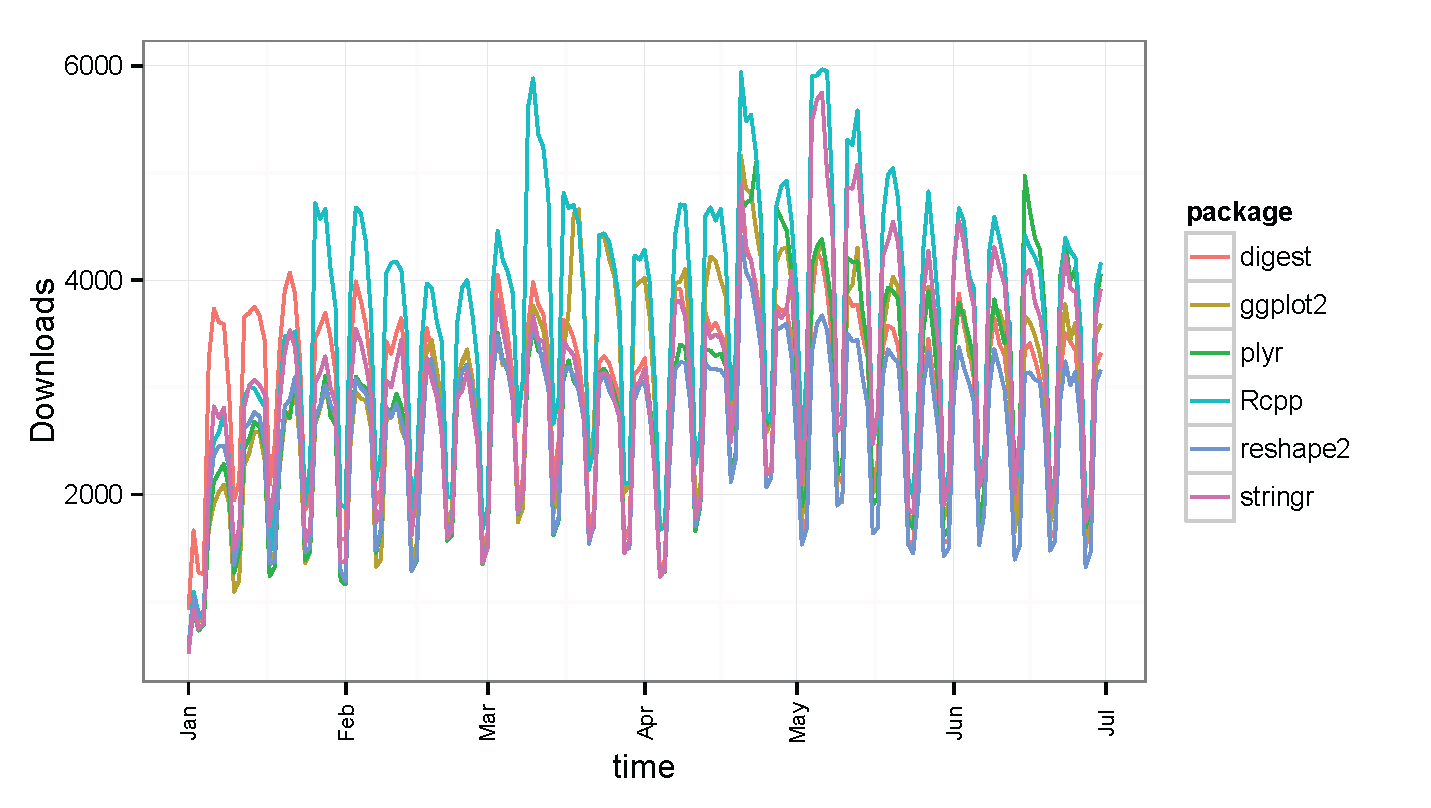 Downloads
6000
4000
2000
Jan
Feb
Mar
Apr
May
Jun
Jul
time
package
digest
ggplot2
plyr
Rcpp
reshape2
stringr